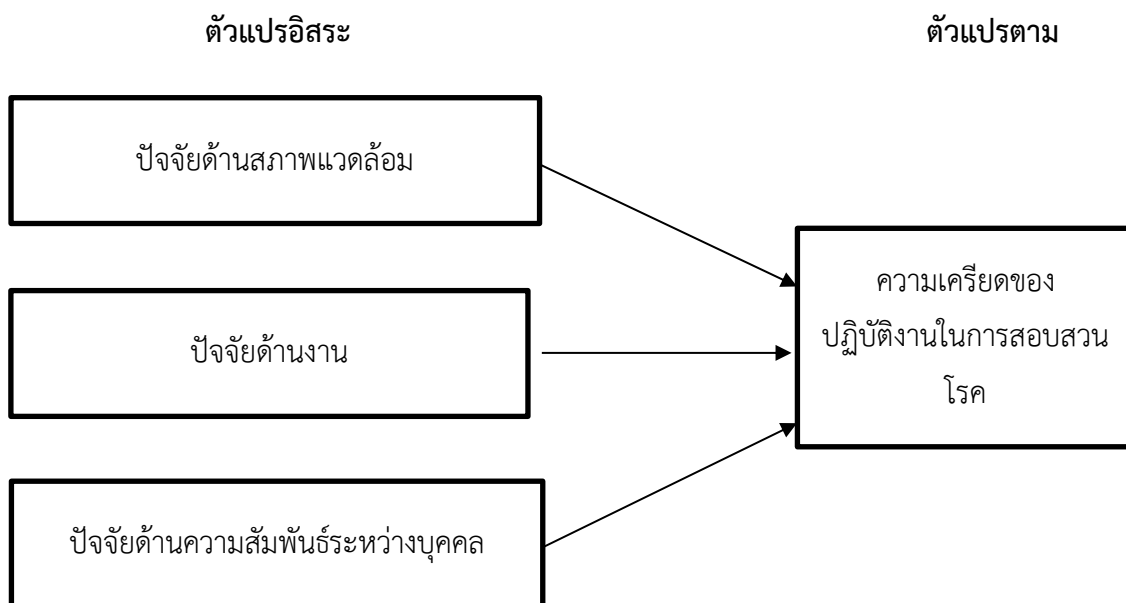 ตัวแปรอิสระ
ตัวแปรตาม
ปัจจัยด้านสภาพแวดล้อม
ปัจจัยด้านงาน
ปัจจัยด้านความสัมพันธ์ระหว่างบุคคล
ความเครียดของ
ปฏิบัติงานในการสอบสวน
โรค